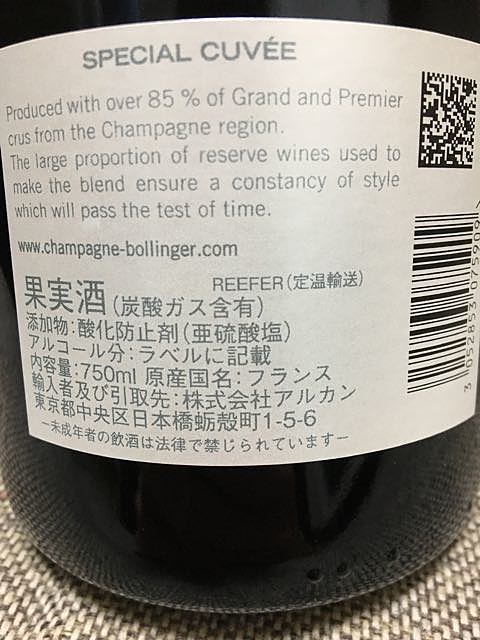 SPECIAL CUVÉE
Produced with over 85 % of Grand and Premier
crus from the Champagne region.
The large proportion of reserve wines used to
make the blend ensure a constancy of style
which will pass the test of time.
www.champagne-bollinger.com
REEFER(定温輸送)
果実酒(炭酸ガス含有)
添加物:酸化防止剤(亜硫酸塩)
アルコール分:ラベルに記載
内容量:750ml 原産国名:フランス
輸入者及び引取先:株式会社アルカン
東京都中央区日本橋蛎殻町1-5-6
―未成年者の飲酒は法律で禁じられています―
3 052853 075989